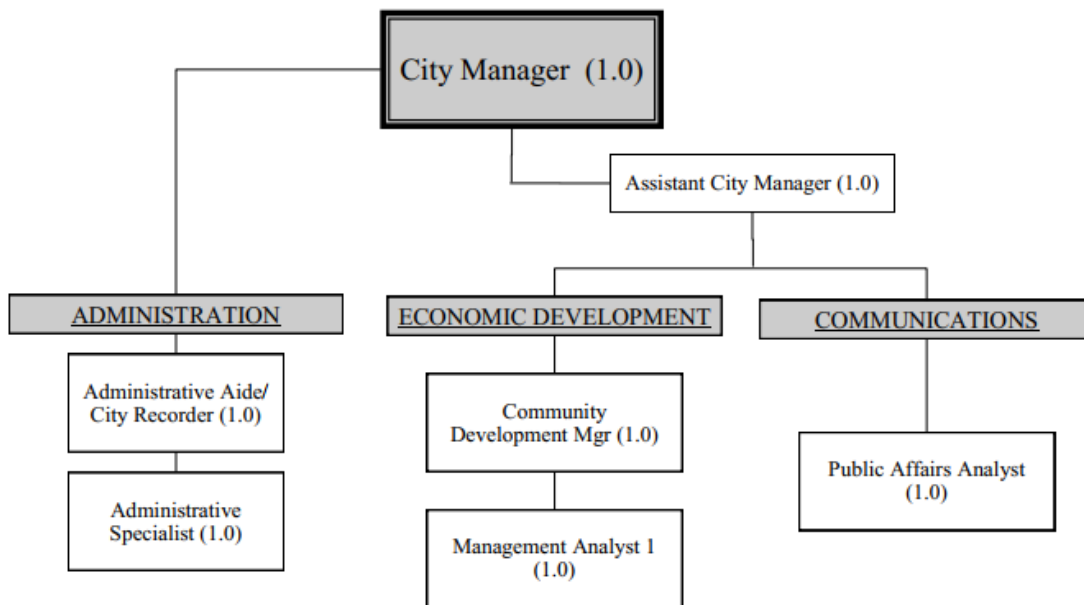 City Manager  (1.0)
Assistant City Manager (1.0)
ADMINISTRATION
ECONOMIC DEVELOPMENT
COMMUNICATIONS
Administrative Aide/
City Recorder (1.0)
Administrative
Specialist (1.0)
Community
Development Mgr (1.0)
Management Analyst 1
(1.0)
Public Affairs Analyst
(1.0)